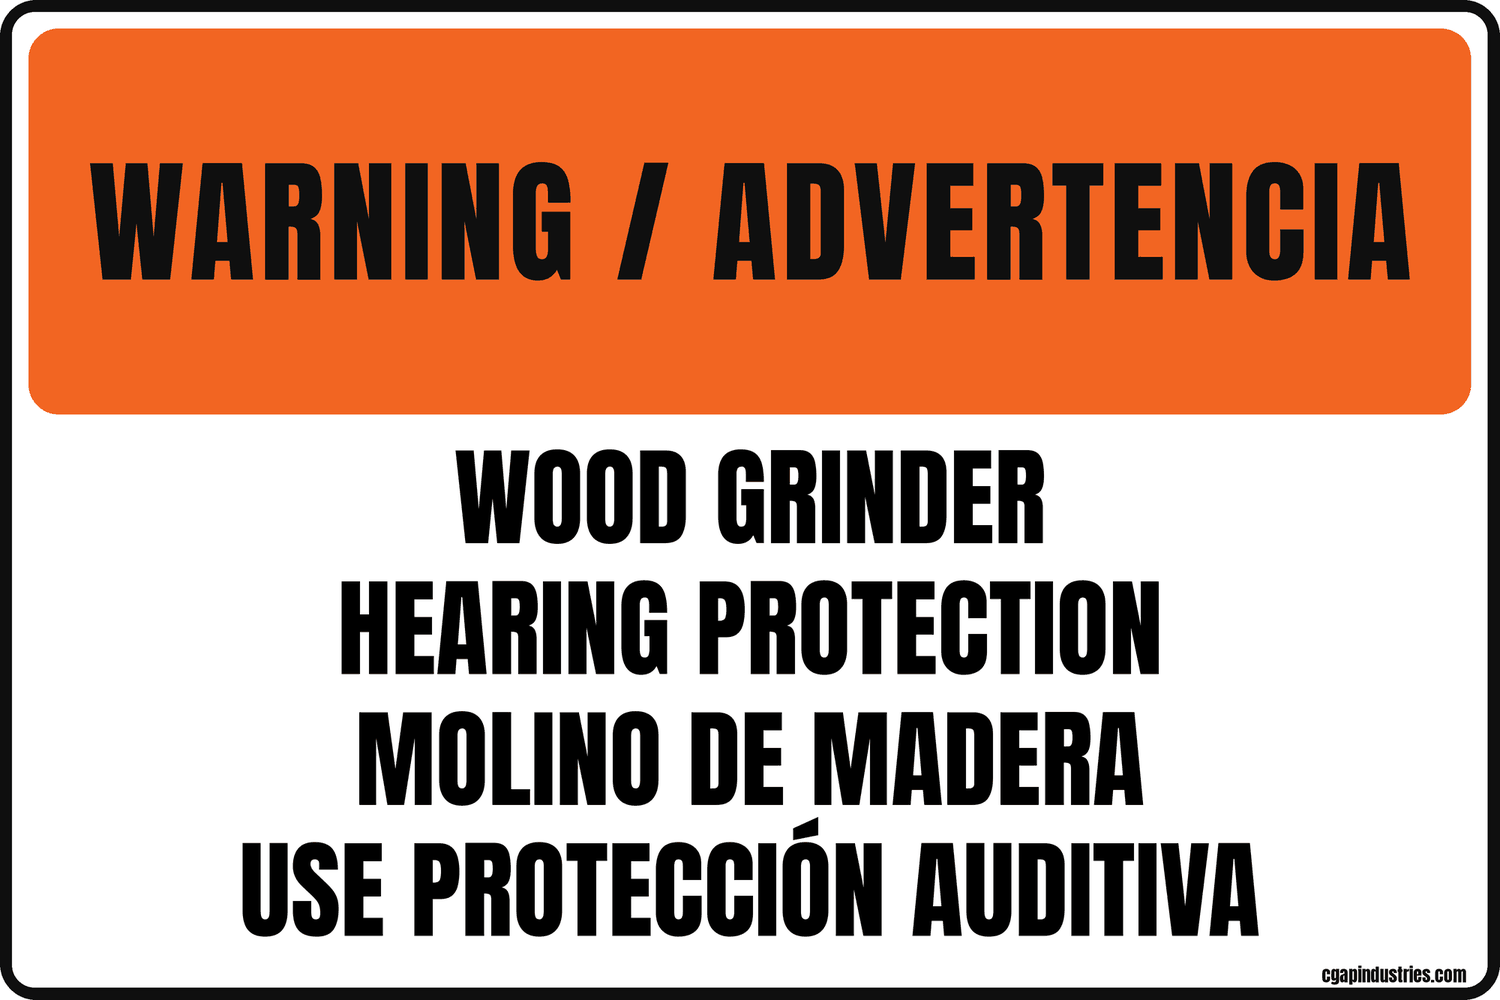 WARNING / ADVERTENCIA
WOOD GRINDER
HEARING PROTECTION
MOLINO DE MADERA
USE PROTECCIÓN AUDITIVA
cgapindustries.com